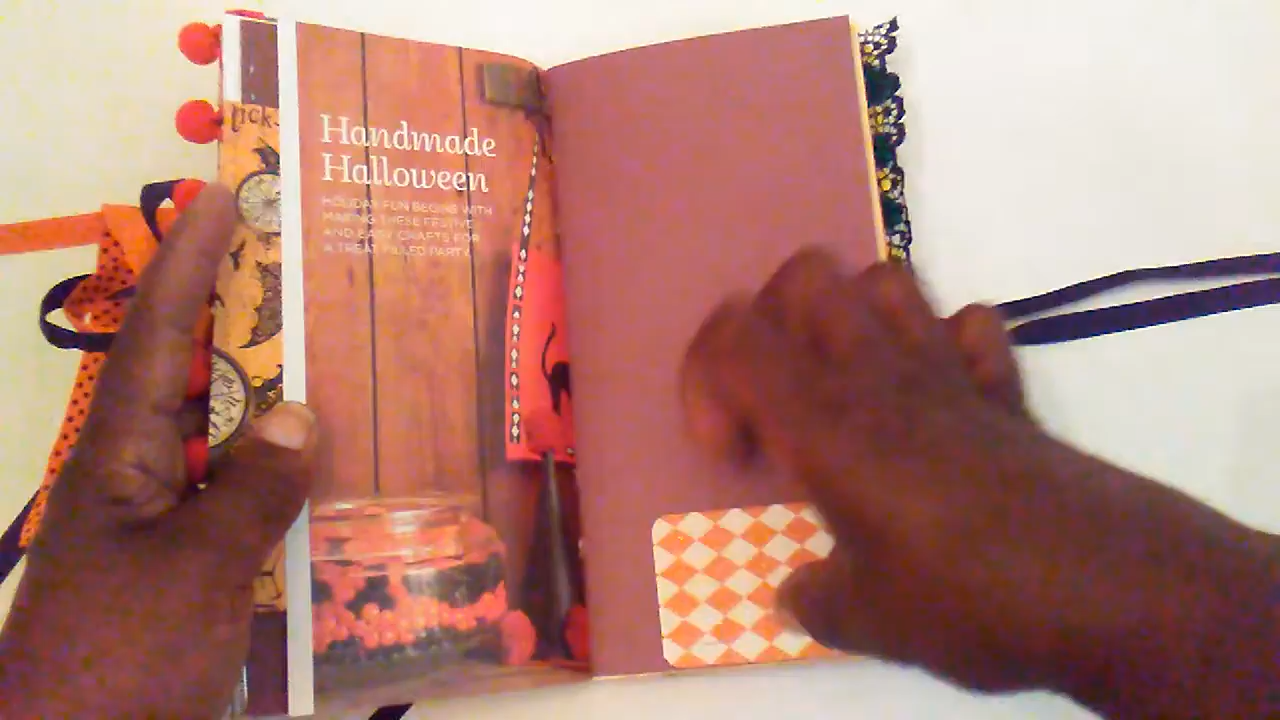 Handmade
Halloween
HOLIDAY FUN BEGINS WITH
MAKING THESE FESTIVE
AND EASY CRAFTS FOR
A TREAT-FILLED PARTY.